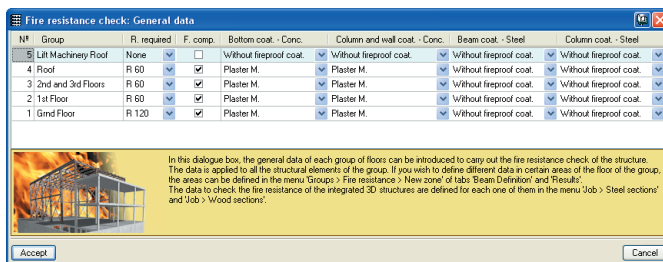 Fire resistance check: General data
Nº Group R. required F. comp. Bottom coat. - Conc. Column and wall coat. - Conc. Beam coat. - Steel Column coat. - Steel
5 Lift Machinery Roof None Without fireproof coat. Without fireproof coat. Without fireproof coat. Without fireproof coat.
4 Roof R 60 Plaster M. Plaster M. Without fireproof coat. Without fireproof coat.
3 2nd and 3rd Floors R 60 Plaster M. Plaster M. Without fireproof coat. Without fireproof coat.
2 1st Floor R 60 Plaster M. Plaster M. Without fireproof coat. Without fireproof coat.
1 Grnd Floor R 120 Plaster M. Plaster M. Without fireproof coat. Without fireproof coat.
In this dialogue box, the general data of each group of floors can be introduced to carry out the fire resistance check of the structure.
The data is applied to all the structural elements of the group. If you wish to define different data in certain areas of the floor of the group,
the areas can be defined in the menu 'Groups > Fire resistance > New zone' of tabs 'Beam Definition' and 'Results'.
The data to check the fire resistance of the integrated 3D structures are defined for each one of them in the menu 'Job > Steel sections'
and 'Job > Wood sections'.
Accept Cancel